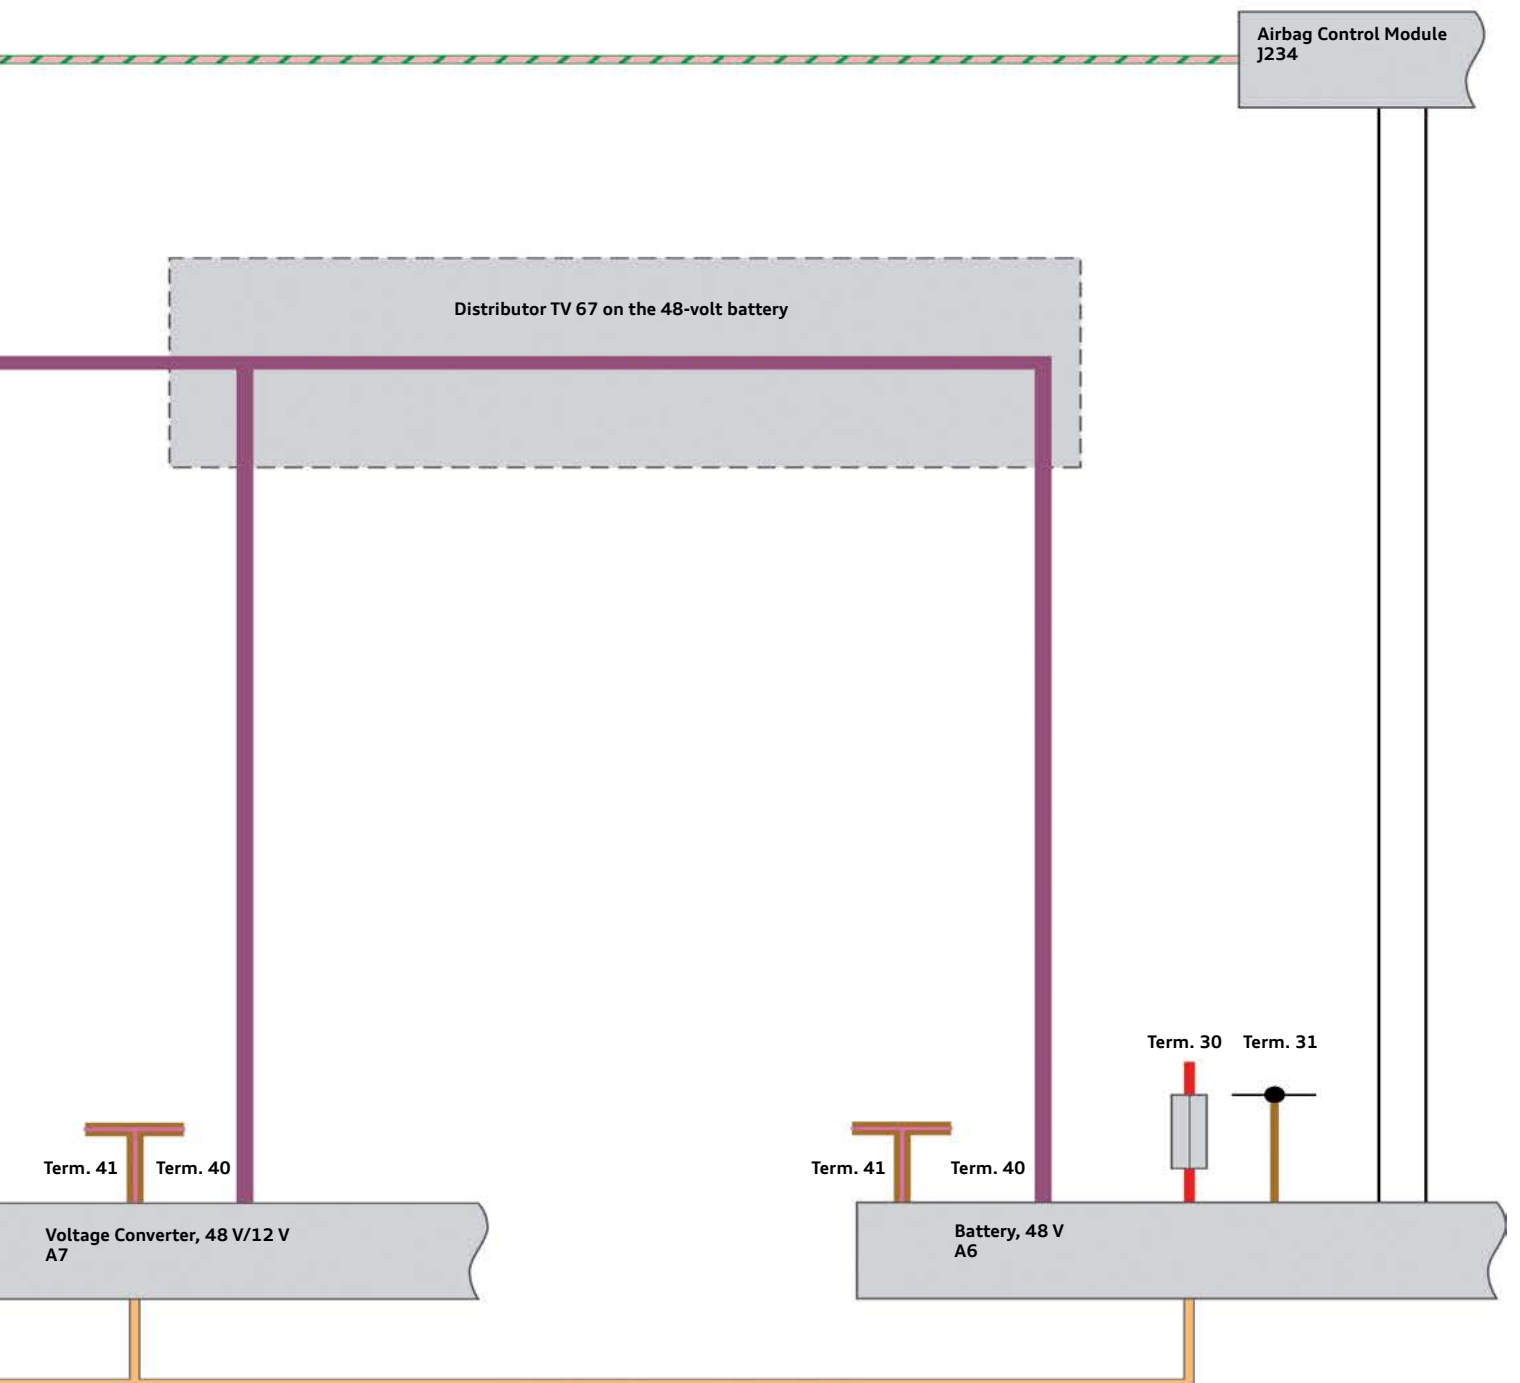 Airbag Control Module
J234
Distributor TV 67 on the 48-volt battery
Term. 30 Term. 31
Term. 41 Term. 40
Term. 41 Term. 40
Voltage Converter, 48 V/12 V
A7
Battery, 48 V
A6